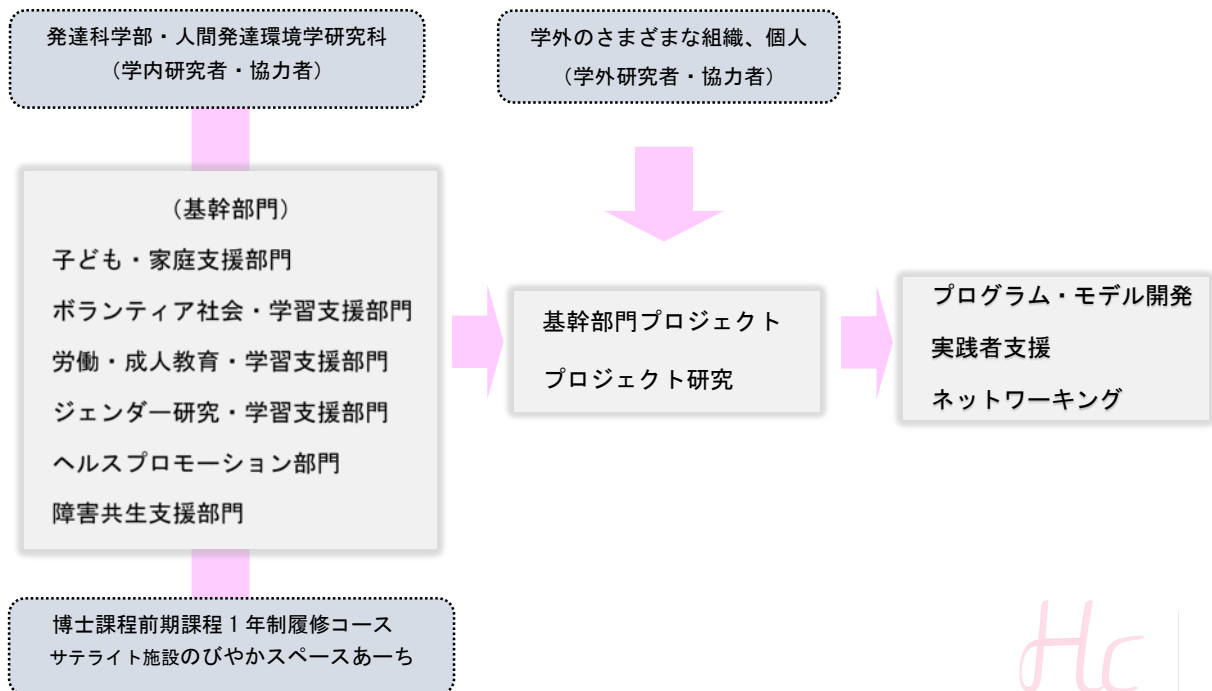 発達科学部・人間発達環境学研究科
（学内研究者・協力者）
学外のさまざまな組織、個人
（学外研究者・協力者）
（基幹部門）
子ども・家庭支援部門
ボランティア社会・学習支援部門
労働・成人教育・学習支援部門
ジェンダー研究・学習支援部門
ヘルスプロモーション部門
障害共生支援部門
基幹部門プロジェクト
プロジェクト研究
プログラム・モデル開発
実践者支援
ネットワーキング
博士課程前期課程１年制履修コース
サテライト施設のびやかスペースあーち
Hc